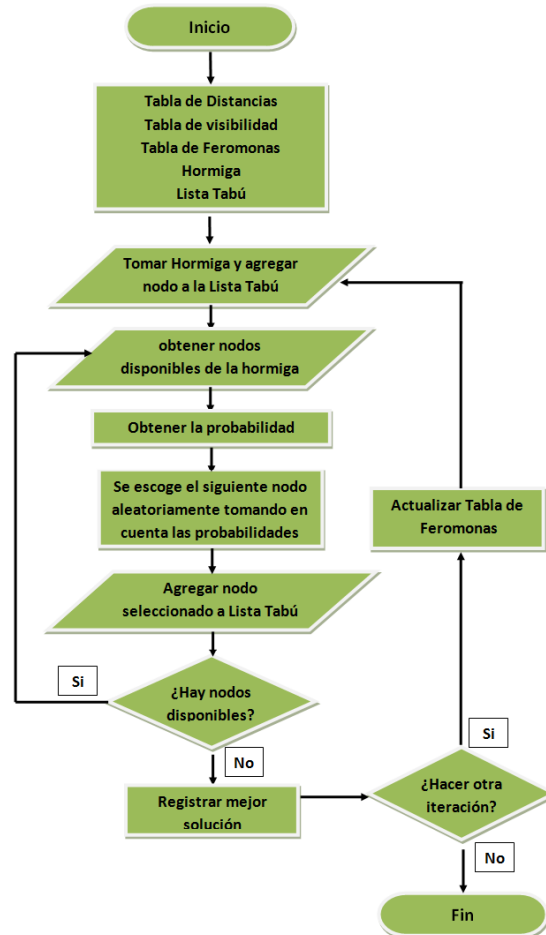 Inicio
Tabla de Distancias
Tabla de visibilidad
Tabla de Feromonas
Hormiga
Lista Tabú
Tomar Hormiga y agregar
nodo a la Lista Tabú
obtener nodos
disponibles de la hormiga
Obtener la probabilidad
Se escoge el siguiente nodo
aleatoriamente tomando en
cuenta las probabilidades
Actualizar Tabla de
Feromonas
Agregar nodo
seleccionado a Lista Tabú
Si
¿Hay nodos
disponibles?
Si
No
Registrar mejor
solución
¿Hacer otra
iteración?
No
Fin